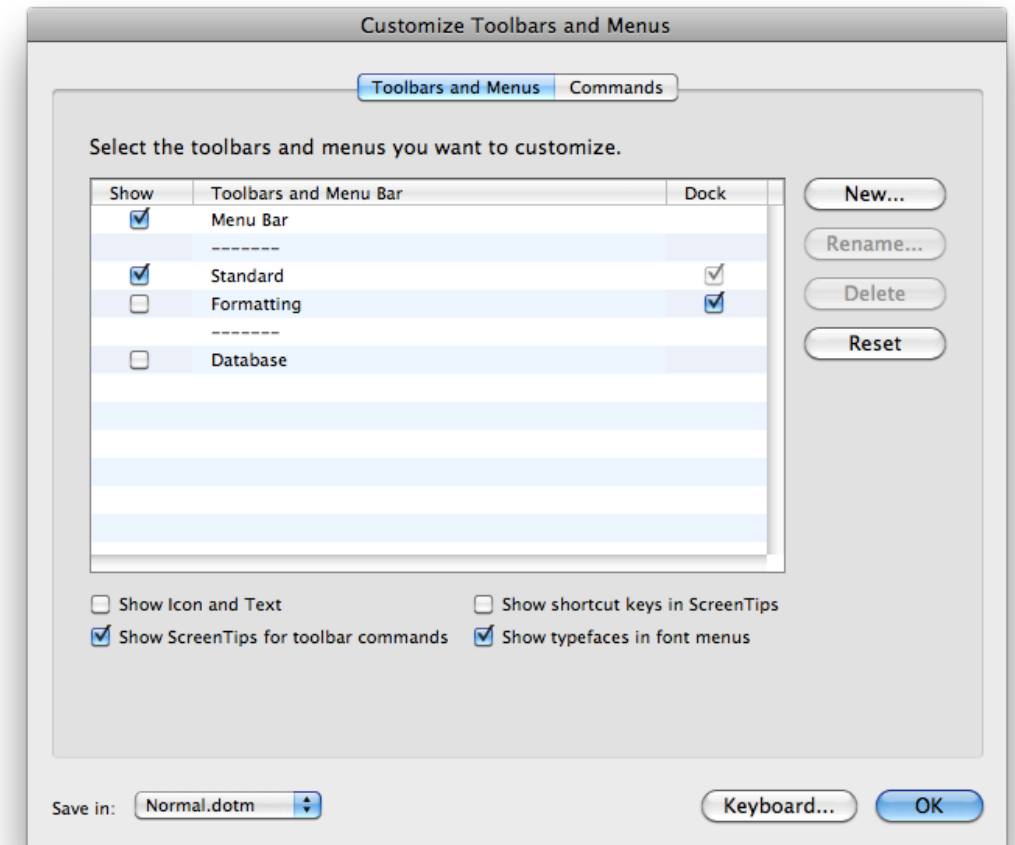 Customize Toolbars and Menus
Toolbars and Menus Commands
Select the toolbars and menus you want to customize.
Show Toolbars and Menu Bar Dock
Menu Bar
-------
Standard
Formatting
-------
Database
New...
Rename...
Delete
Reset
Show Icon and Text Show shortcut keys in ScreenTips
Show ScreenTips for toolbar commands Show typefaces in font menus
Save in: Normal.dotm Keyboard... OK